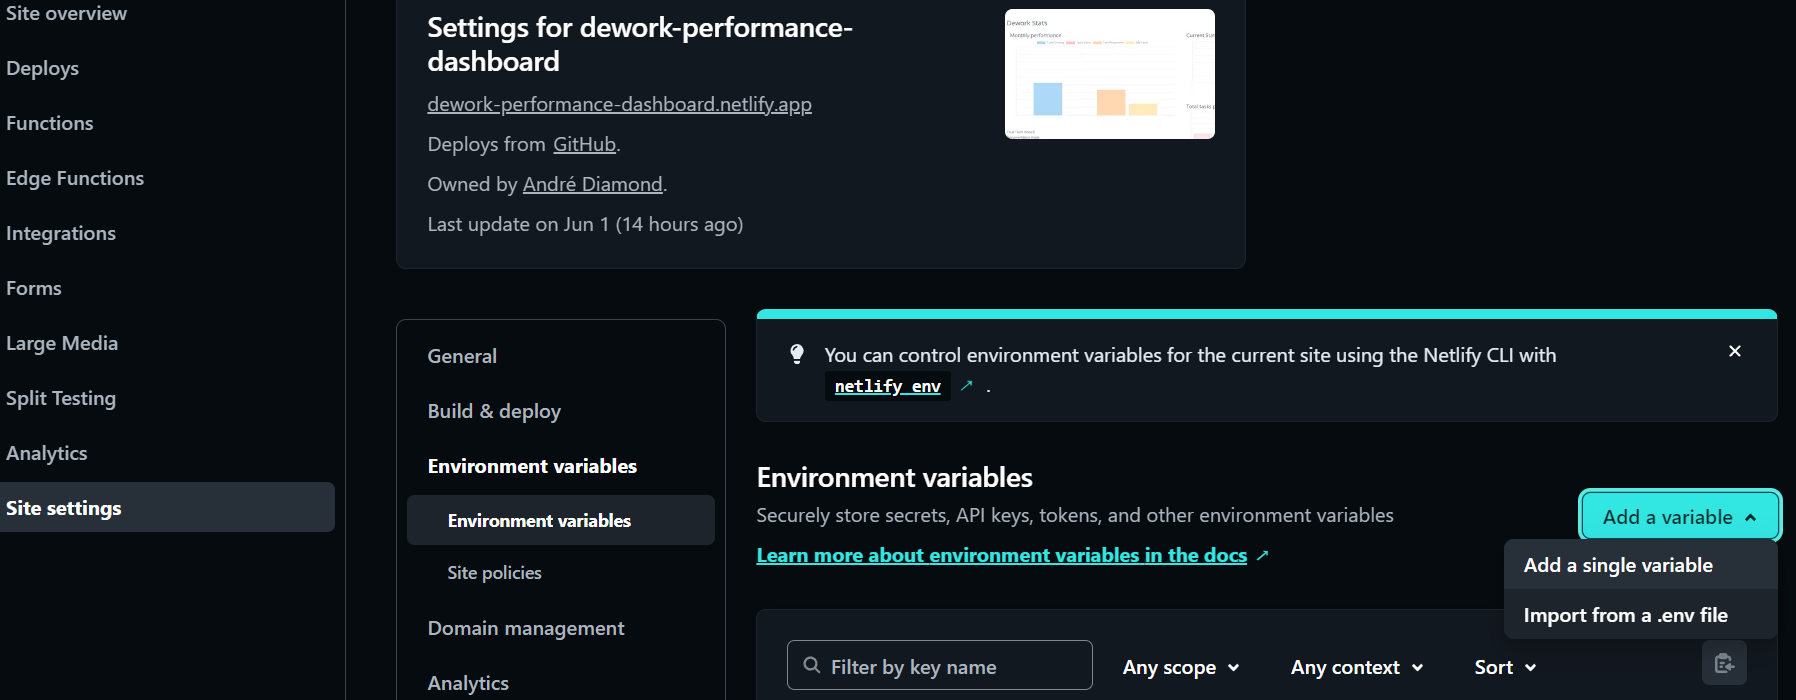 Site overview
Deploys
Functions
Edge Functions
Integrations
Forms
Large Media
Split Testing
Analytics
Site settings
Settings for dework-performance-
dashboard
dework-performance-dashboard.netlify.app
Deploys from GitHub.
Owned by André Diamond.
Last update on Jun 1 (14 hours ago)
Dework Stats
Monthly performance
General
Build & deploy
Environment variables
Environment variables
Site policies
Domain management
Analytics
You can control environment variables for the current site using the Netlify CLI with
netlify env ↗ .
Environment variables
Securely store secrets, API keys, tokens, and other environment variables
Learn more about environment variables in the docs ↗
Add a variable
Add a single variable
Import from a .env file
Filter by key name
Any scope
Any context
Sort